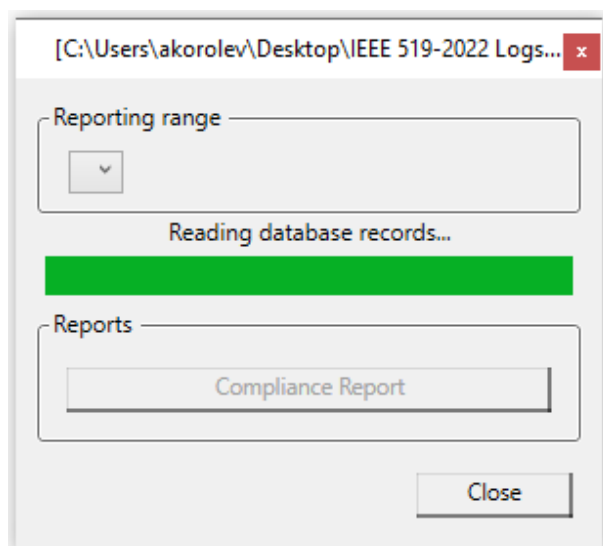 [C:\Users\akorolev\Desktop\IEEE 519-2022 Logs...
x
Reporting range
Reading database records...
Reports
Compliance Report
Close